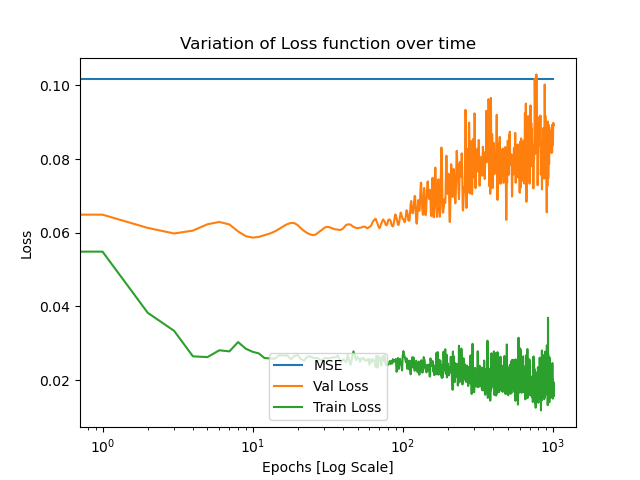 Variation of Loss function over time
0.10
0.08
0.06
0.04
0.02
Loss
MSE
Val Loss
Train Loss
10⁰ 10¹ 10² 10³
Epochs [Log Scale]